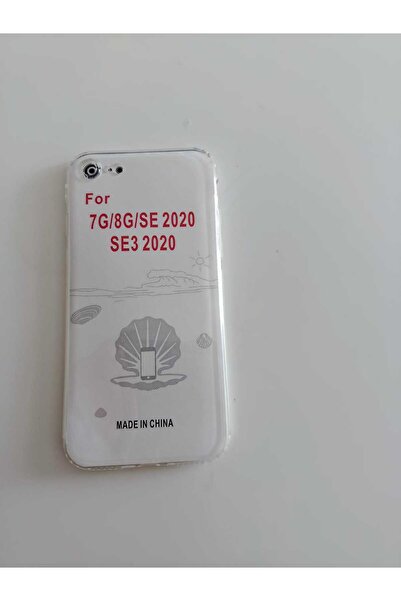 For
7G/8G/SE 2020
SE3 2020
MADE IN CHINA